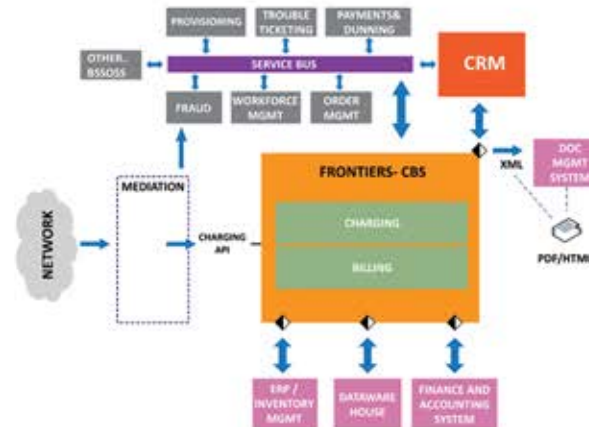 PROVISIONING
TROUBLE
TICKETING
PAYMENTS&
DUNNING
OTHER..
BSSOSS
SERVICE BUS
CRM
FRAUD
WORKFORCE
MGMT
ORDER
MGMT
DOC
MGMT
SYSTEM
XML
FRONTIERS- CBS
MEDIATION
NETWORK
CHARGING
API
CHARGING
BILLING
PDF/HTML
ERP /
INVENTORY
MGMT
DATAWARE
HOUSE
FINANCE AND
ACCOUNTING
SYSTEM